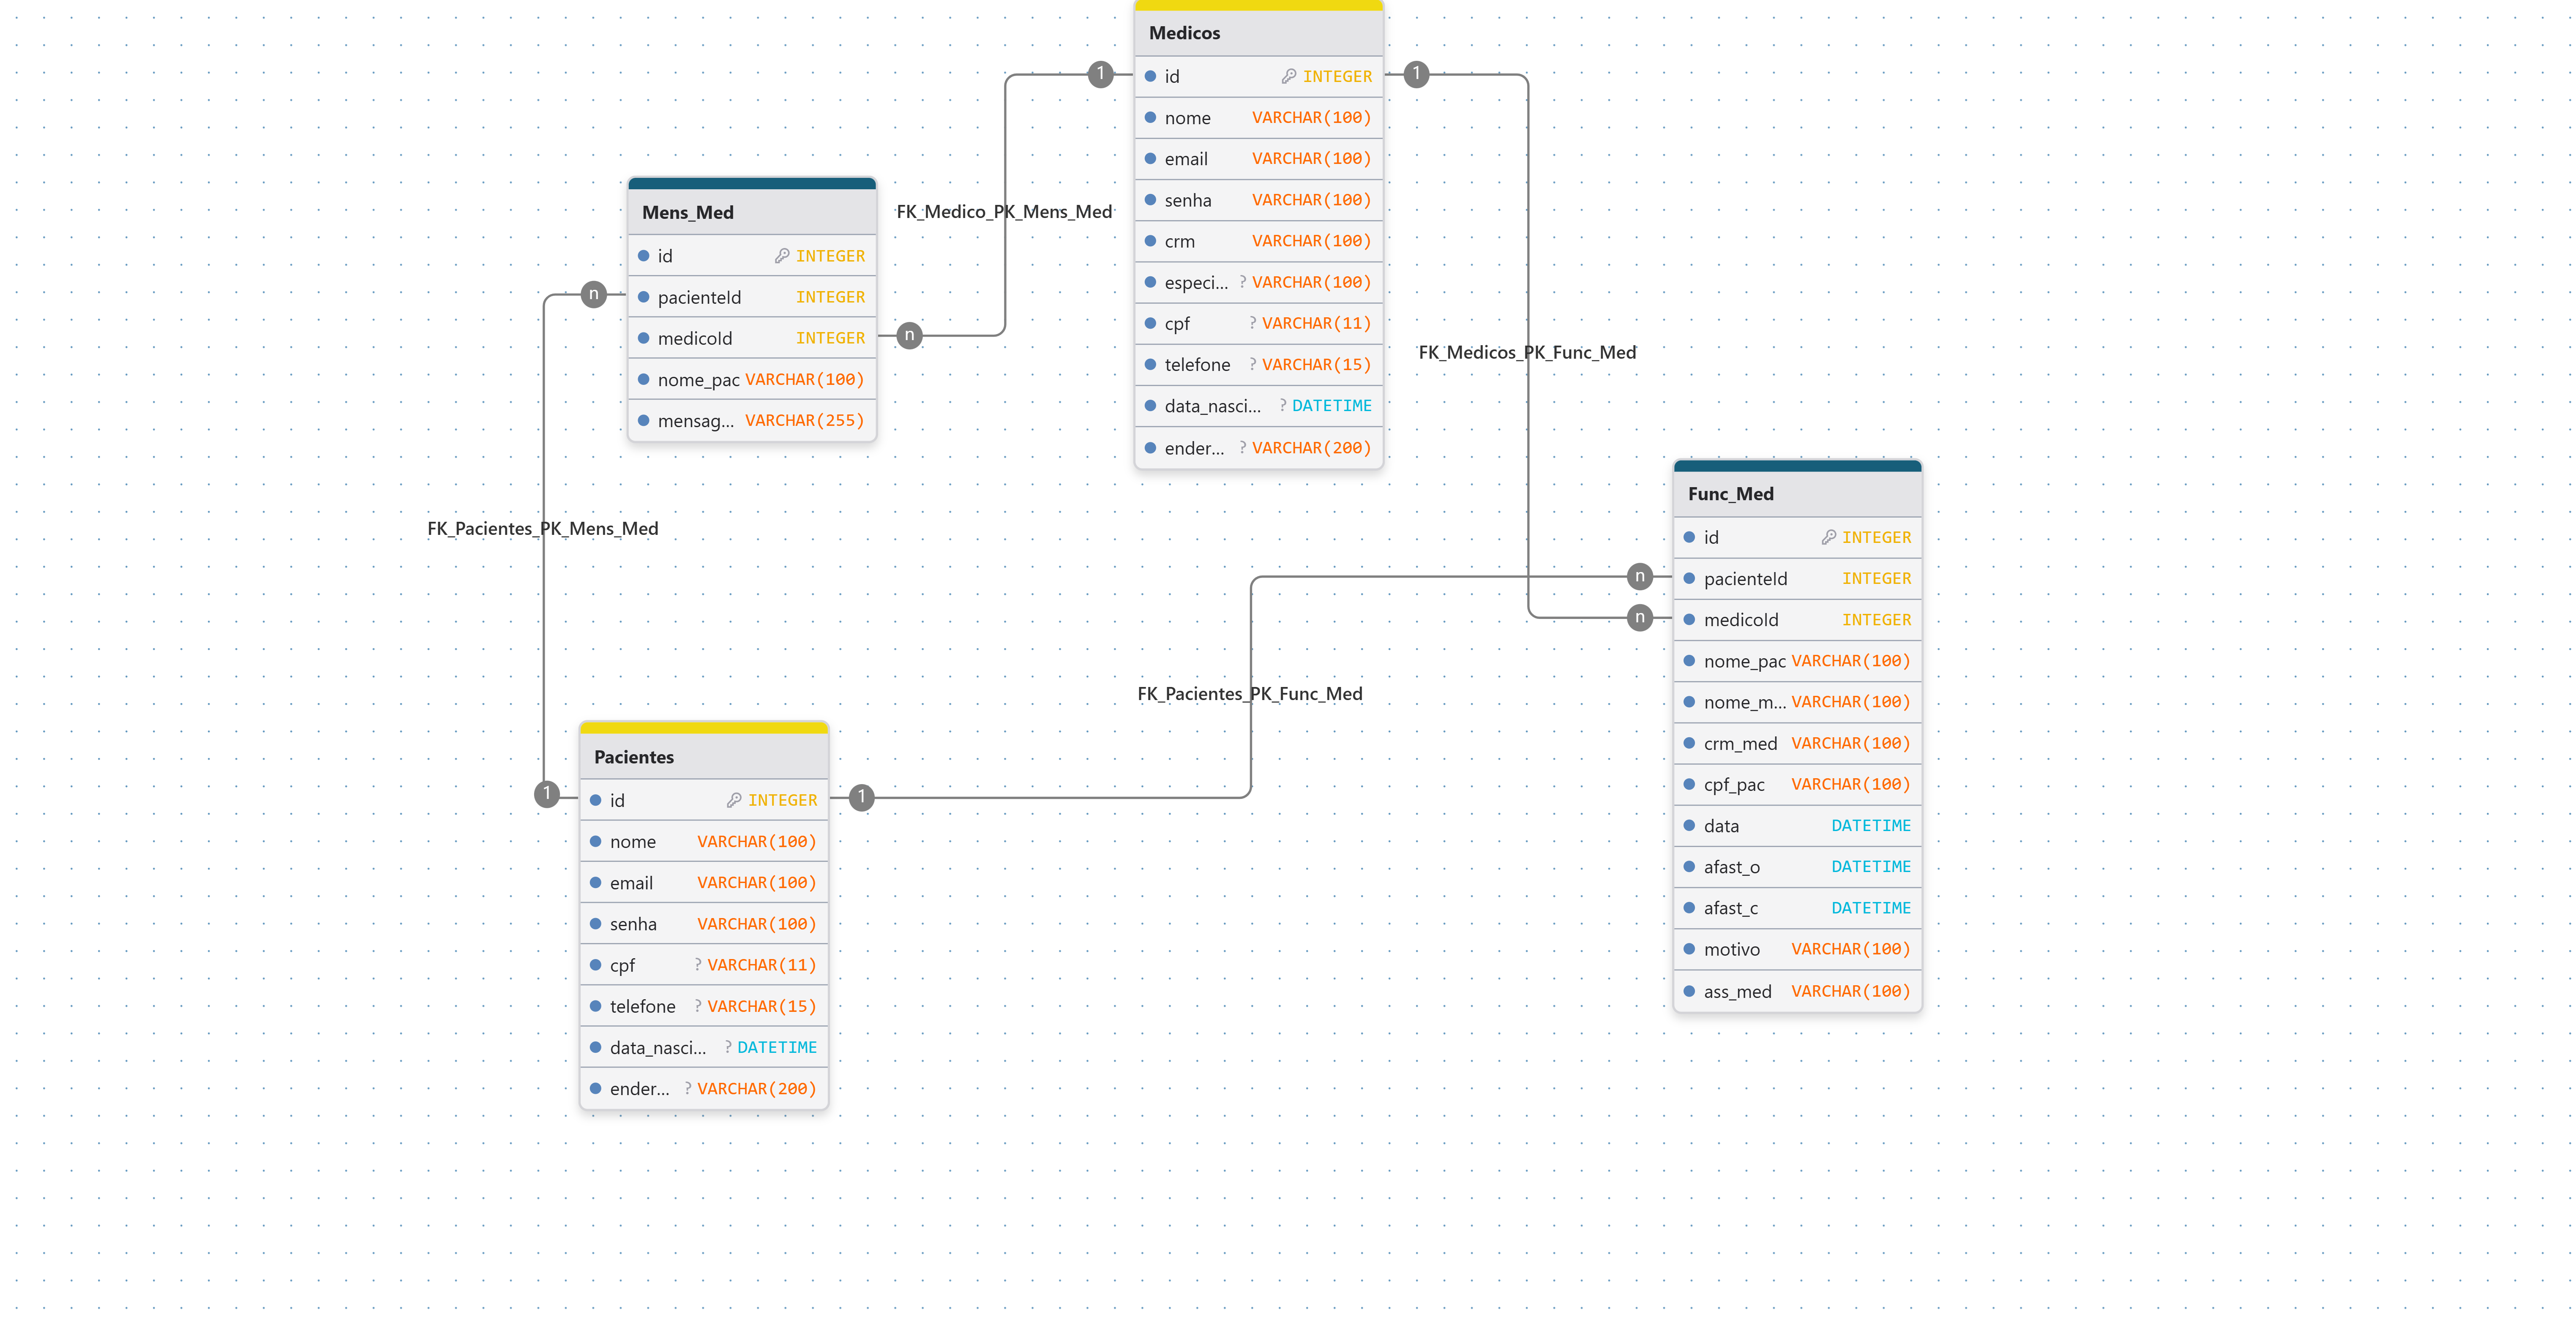 Medicos
id INTEGER
nome VARCHAR(100)
email VARCHAR(100)
senha VARCHAR(100)
crm VARCHAR(100)
especi... ? VARCHAR(100)
cpf ? VARCHAR(11)
telefone ? VARCHAR(15)
data_nasci... ? DATETIME
ender... ? VARCHAR(200)
1
1
Mens_Med
id INTEGER
pacienteId INTEGER
medicoId INTEGER
nome_pac VARCHAR(100)
mensag... VARCHAR(255)
n
n
FK_Medico_PK_Mens_Med
FK_Medicos_PK_Func_Med
FK_Pacientes_PK_Mens_Med
Func_Med
id INTEGER
pacienteId INTEGER
medicoId INTEGER
nome_pac VARCHAR(100)
nome_m... VARCHAR(100)
crm_med VARCHAR(100)
cpf_pac VARCHAR(100)
data DATETIME
afast_o DATETIME
afast_c DATETIME
motivo VARCHAR(100)
ass_med VARCHAR(100)
n
n
FK_Pacientes_PK_Func_Med
Pacientes
id INTEGER
nome VARCHAR(100)
email VARCHAR(100)
senha VARCHAR(100)
cpf ? VARCHAR(11)
telefone ? VARCHAR(15)
data_nasci... ? DATETIME
ender... ? VARCHAR(200)
1
1